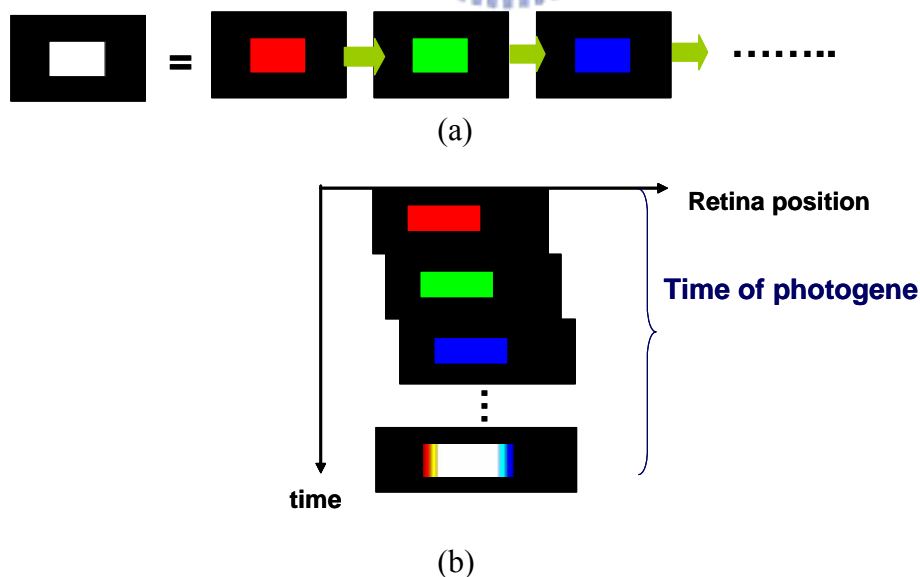 = ……..
(a)
Retina position
Time of photogene
time
(b)